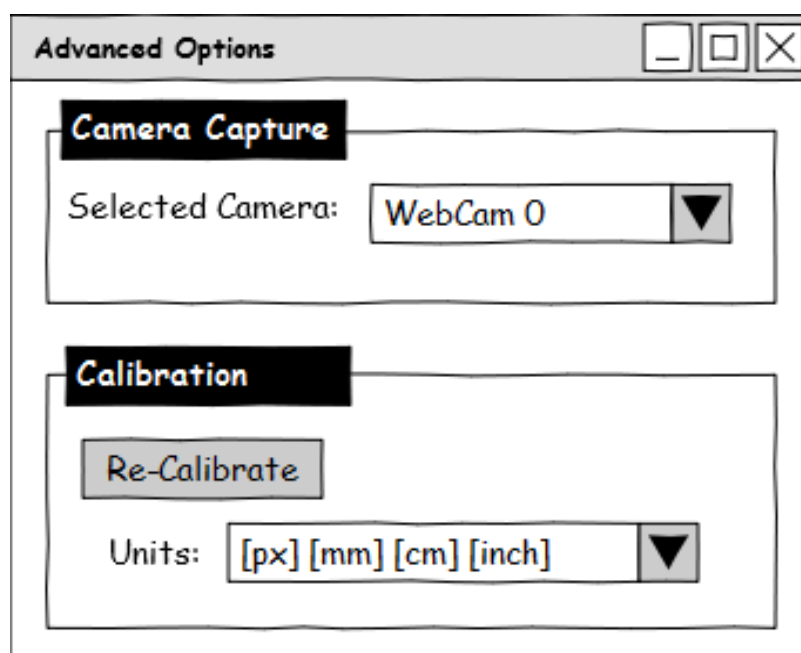 Advanced Options
Camera Capture
Selected Camera: WebCam 0
Calibration
Re-Calibrate
Units: [px] [mm] [cm] [inch]